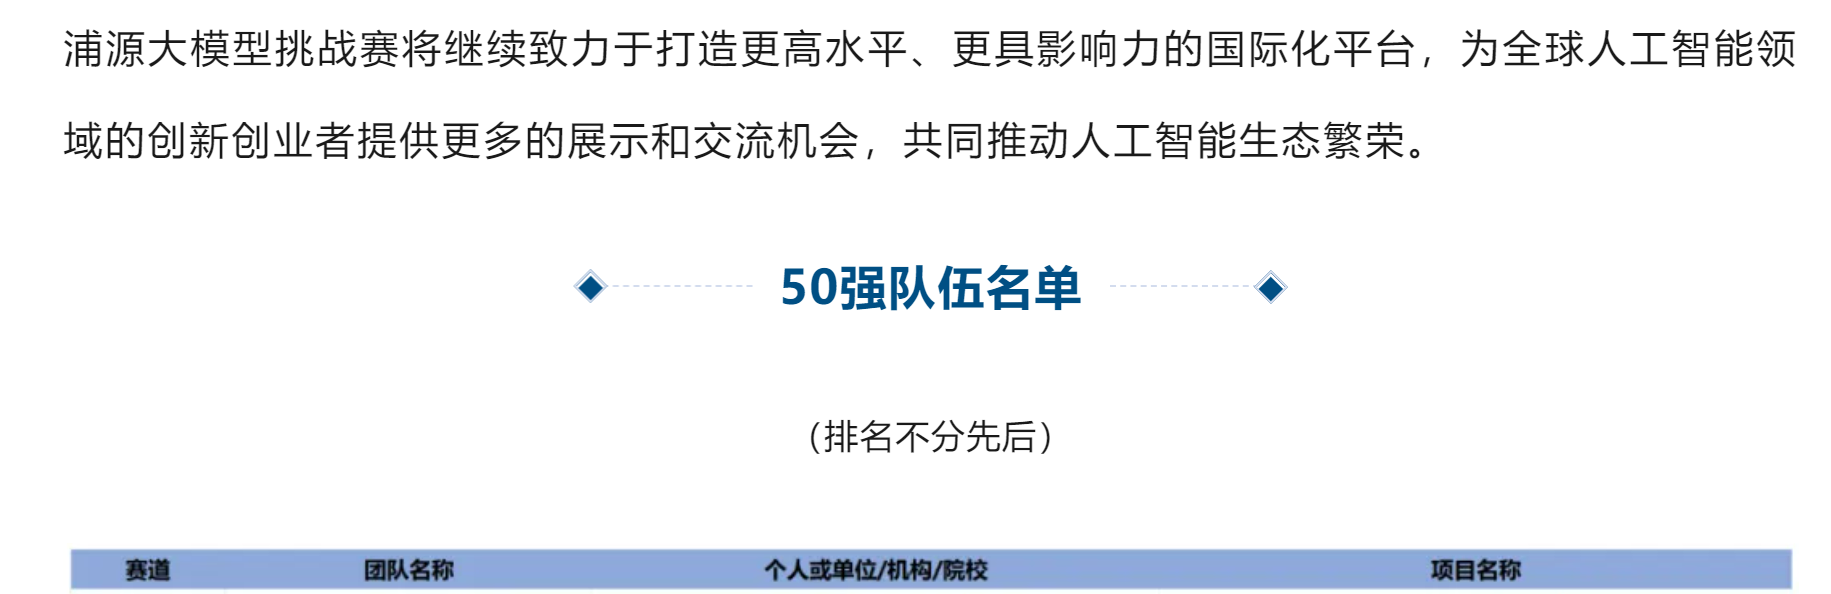 浦源大模型挑战赛将继续致力于打造更高水平、更具影响力的国际化平台，为全球人工智能领
域的创新创业者提供更多的展示和交流机会，共同推动人工智能生态繁荣。
50强队伍名单
（排名不分先后）
赛道 团队名称 个人或单位/机构/院校 项目名称